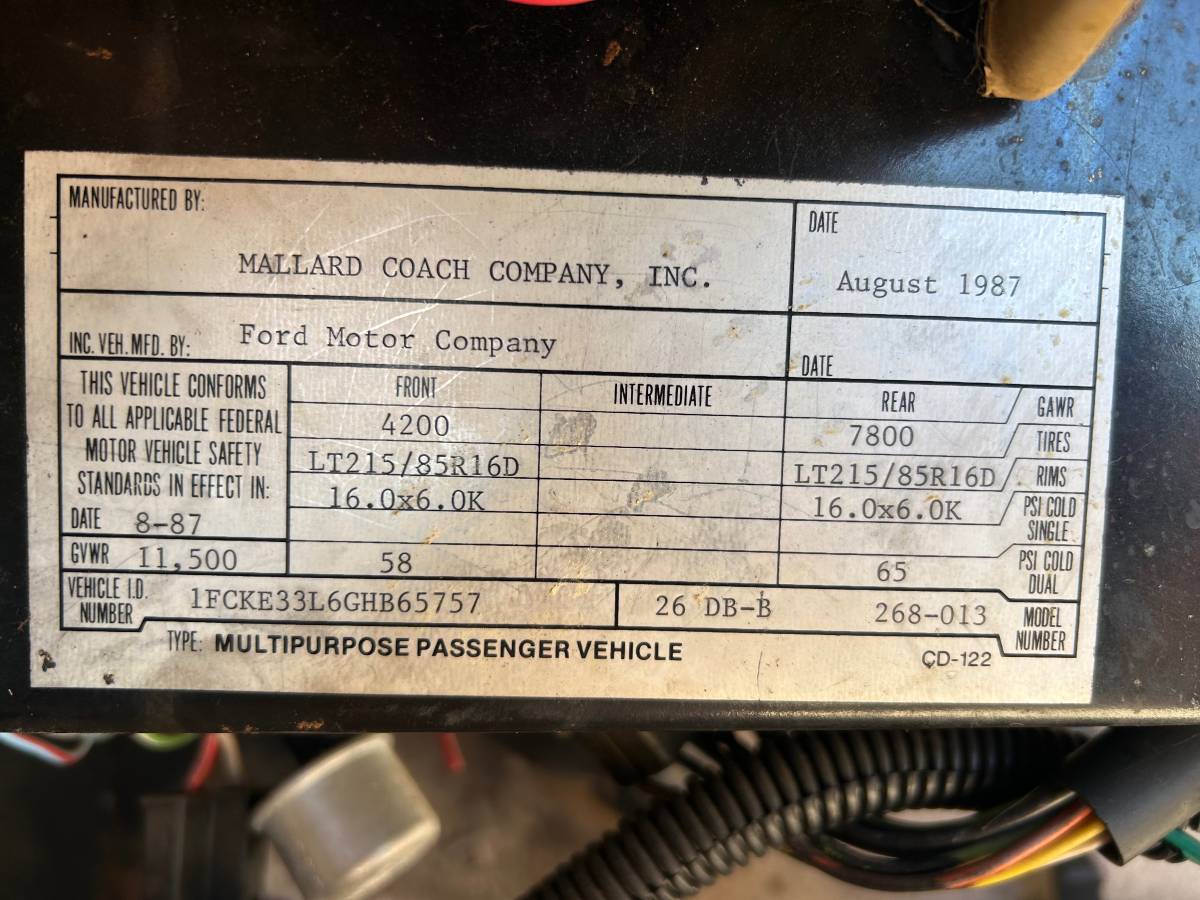 MANUFACTURED BY:
MALLARD COACH COMPANY, INC.
DATE
August 1987
INC. VEH. MFD. BY: Ford Motor Company
DATE
THIS VEHICLE CONFORMS
TO ALL APPLICABLE FEDERAL
MOTOR VEHICLE SAFETY
STANDARDS IN EFFECT IN:
DATE 8-87
GVWR 11,500
FRONT INTERMEDIATE REAR GAWR
4200 7800 TIRES
LT215/85R16D LT215/85R16D RIMS
16.0x6.0K 16.0x6.0K PSI COLD
SINGLE
58 65 PSI COLD
DUAL
VEHICLE I.D.
NUMBER 1FCKE33L6GHB65757 26 DB-B 268-013 MODEL
NUMBER
TYPE: MULTIPURPOSE PASSENGER VEHICLE CD-122